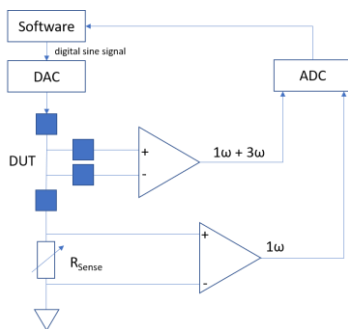 Software
digital sine signal
DAC
ADC
DUT
+
-
1ω + 3ω
+
-
1ω
RSense